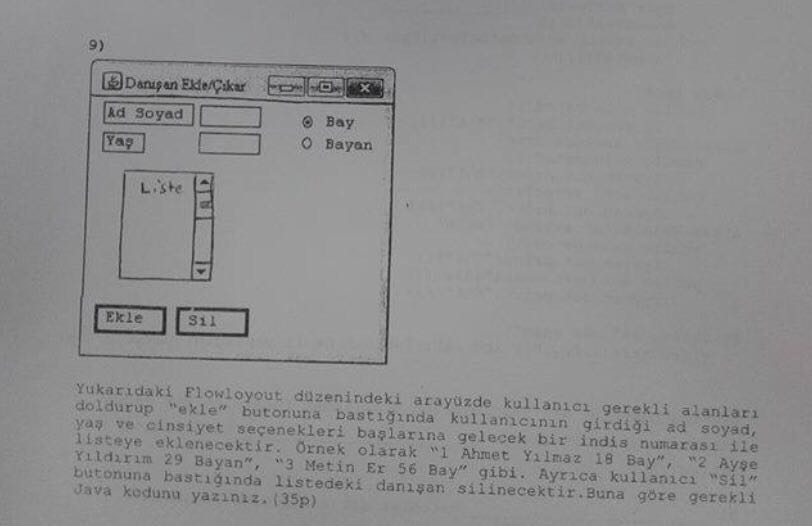 9)
Danışan Ekle/Çıkar
Ad Soyad
Bay
Yaş
Bayan
Liste
Ekle
Sil
Yukarıdaki Flowloyout düzenindeki arayüzde kullanıcı gerekli alanları
doldurup "ekle" butonuna bastığında kullanıcının girdiği ad soyad,
yaş ve cinsiyet seçenekleri başlarına gelecek bir indis numarası ile
listeye eklenecektir. Örnek olarak "1 Ahmet Yılmaz 18 Bay", "2 Ayşe
Yıldırım 29 Bayan", "3 Metin Er 56 Bay" gibi. Ayrıca kullanıcı "Sil"
butonuna bastığında listedeki danışan silinecektir.Buna göre gerekli
Java kodunu yazınız.(35p)